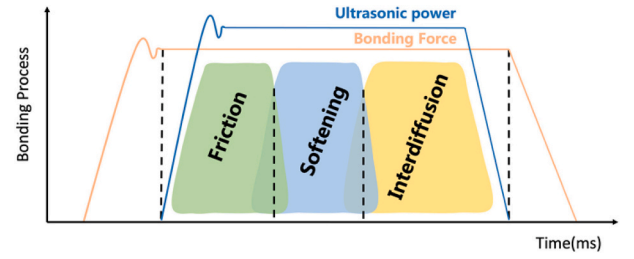 Ultrasonic power
Bonding Force
Bonding Process
Friction
Softening
Interdiffusion
Time(ms)